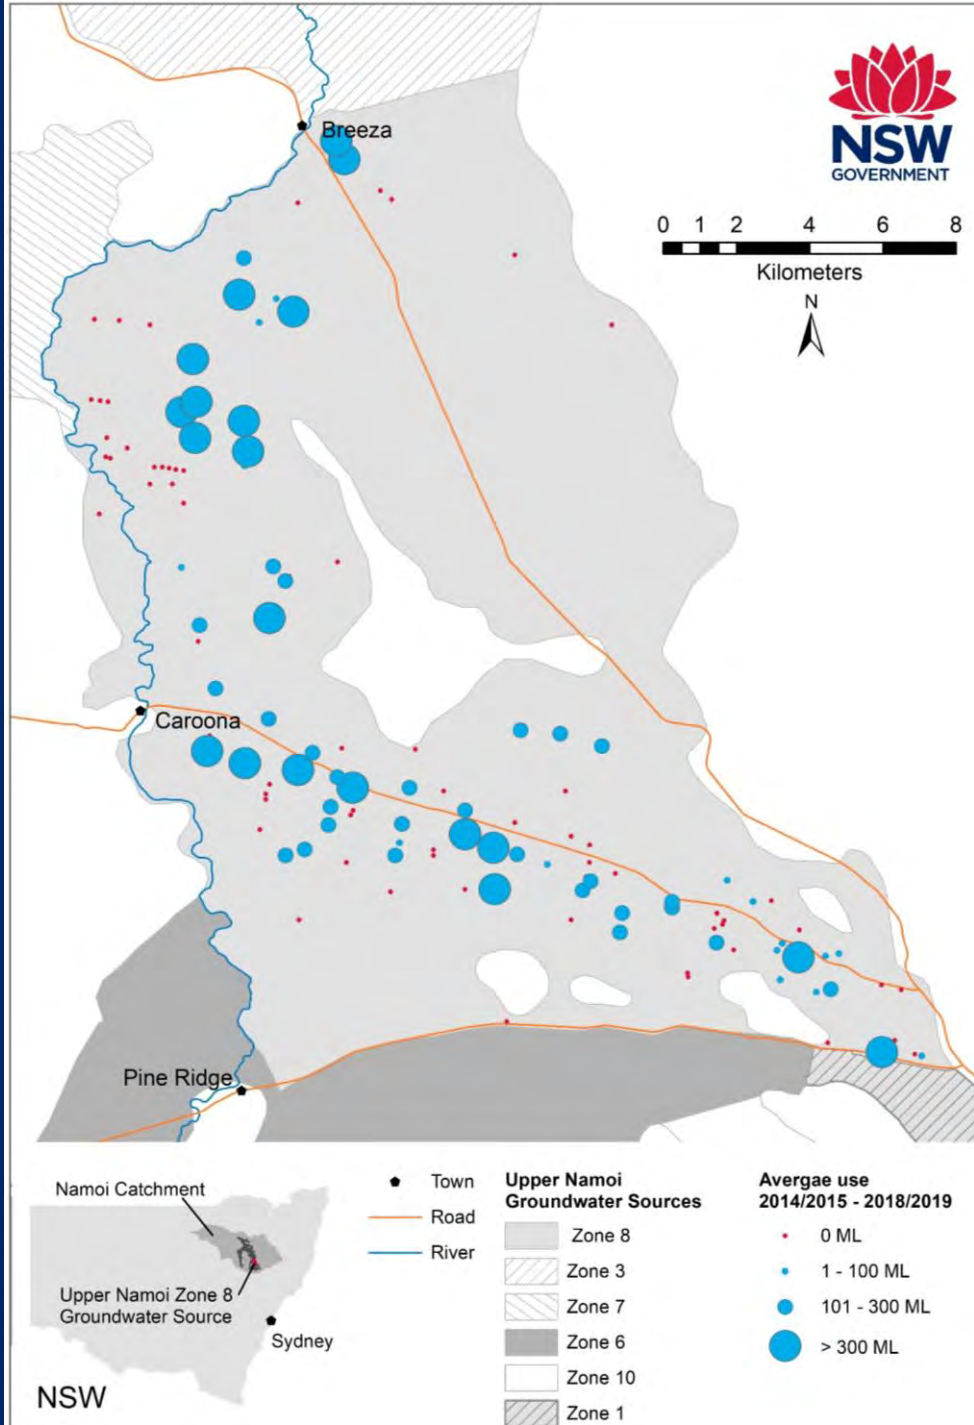 Breeza
NSW
GOVERNMENT
0 1 2 4 6 8
Kilometers
N
Caroona
Pine Ridge
Namoi Catchment
Upper Namoi Zone 8
Groundwater Source
Sydney
NSW
Town
Road
River
Upper Namoi
Groundwater Sources
Zone 8
Zone 3
Zone 7
Zone 6
Zone 10
Zone 1
Avergae use
2014/2015 - 2018/2019
0 ML
1 - 100 ML
101 - 300 ML
> 300 ML